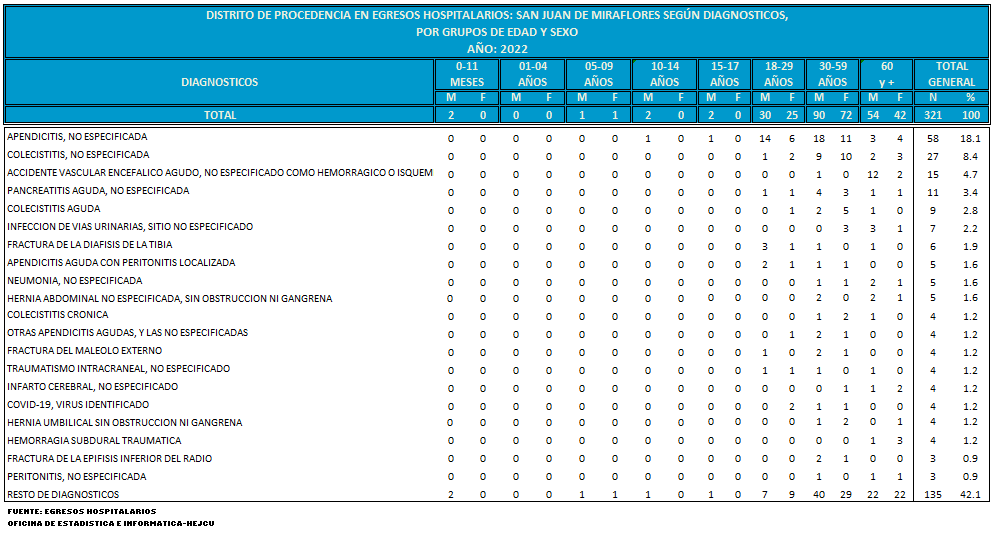 DISTRITO DE PROCEDENCIA EN EGRESOS HOSPITALARIOS: SAN JUAN DE MIRAFLORES SEGÚN DIAGNOSTICOS,
POR GRUPOS DE EDAD Y SEXO
AÑO: 2022
DIAGNOSTICOS 0-11 MESES 01-04 AÑOS 05-09 AÑOS 10-14 AÑOS 15-17 AÑOS 18-29 AÑOS 30-59 AÑOS 60 y + TOTAL GENERAL
M F M F M F M F M F M F M F M F N %
TOTAL 2 0 0 0 1 1 2 0 2 0 30 25 90 72 54 42 321 100
APENDICITIS, NO ESPECIFICADA 0 0 0 0 0 0 1 0 1 0 14 6 18 11 3 4 58 18.1
COLECISTITIS, NO ESPECIFICADA 0 0 0 0 0 0 0 0 0 0 1 2 9 10 2 3 27 8.4
ACCIDENTE VASCULAR ENCEFALICO AGUDO, NO ESPECIFICADO COMO HEMORRAGICO O ISQUEM 0 0 0 0 0 0 0 0 0 0 0 0 1 0 12 2 15 4.7
PANCREATITIS AGUDA, NO ESPECIFICADA 0 0 0 0 0 0 0 0 0 0 1 1 4 3 1 1 11 3.4
COLECISTITIS AGUDA 0 0 0 0 0 0 0 0 0 0 0 1 2 5 1 0 9 2.8
INFECCION DE VIAS URINARIAS, SITIO NO ESPECIFICADO 0 0 0 0 0 0 0 0 0 0 0 0 0 3 3 1 7 2.2
FRACTURA DE LA DIAFISIS DE LA TIBIA 0 0 0 0 0 0 0 0 0 0 3 1 1 0 1 0 6 1.9
APENDICITIS AGUDA CON PERITONITIS LOCALIZADA 0 0 0 0 0 0 0 0 0 0 2 1 1 1 0 0 5 1.6
NEUMONIA, NO ESPECIFICADA 0 0 0 0 0 0 0 0 0 0 0 0 1 1 2 1 5 1.6
HERNIA ABDOMINAL NO ESPECIFICADA, SIN OBSTRUCCION NI GANGRENA 0 0 0 0 0 0 0 0 0 0 0 0 2 0 2 1 5 1.6
COLECISTITIS CRONICA 0 0 0 0 0 0 0 0 0 0 0 0 1 2 1 0 4 1.2
OTRAS APENDICITIS AGUDAS, Y LAS NO ESPECIFICADAS 0 0 0 0 0 0 0 0 0 0 0 1 2 1 0 0 4 1.2
FRACTURA DEL MALEOLO EXTERNO 0 0 0 0 0 0 0 0 0 0 1 0 2 1 0 0 4 1.2
TRAUMATISMO INTRACRANEAL, NO ESPECIFICADO 0 0 0 0 0 0 0 0 0 0 1 1 1 0 1 0 4 1.2
INFARTO CEREBRAL, NO ESPECIFICADO 0 0 0 0 0 0 0 0 0 0 0 0 0 1 1 2 4 1.2
COVID-19, VIRUS IDENTIFICADO 0 0 0 0 0 0 0 0 0 0 0 2 1 1 0 0 4 1.2
HERNIA UMBILICAL SIN OBSTRUCCION NI GANGRENA 0 0 0 0 0 0 0 0 0 0 0 0 1 2 0 1 4 1.2
HEMORRAGIA SUBDURAL TRAUMATICA 0 0 0 0 0 0 0 0 0 0 0 0 0 0 1 3 4 1.2
FRACTURA DE LA EPIFISIS INFERIOR DEL RADIO 0 0 0 0 0 0 0 0 0 0 0 0 2 1 0 0 3 0.9
PERITONITIS, NO ESPECIFICADA 0 0 0 0 0 0 0 0 0 0 0 0 1 0 1 1 3 0.9
RESTO DE DIAGNOSTICOS 2 0 0 0 1 1 1 0 1 0 7 9 40 29 22 22 135 42.1
FUENTE: EGRESOS HOSPITALARIOS
OFICINA DE ESTADISTICA E INFORMATICA-HEJCU